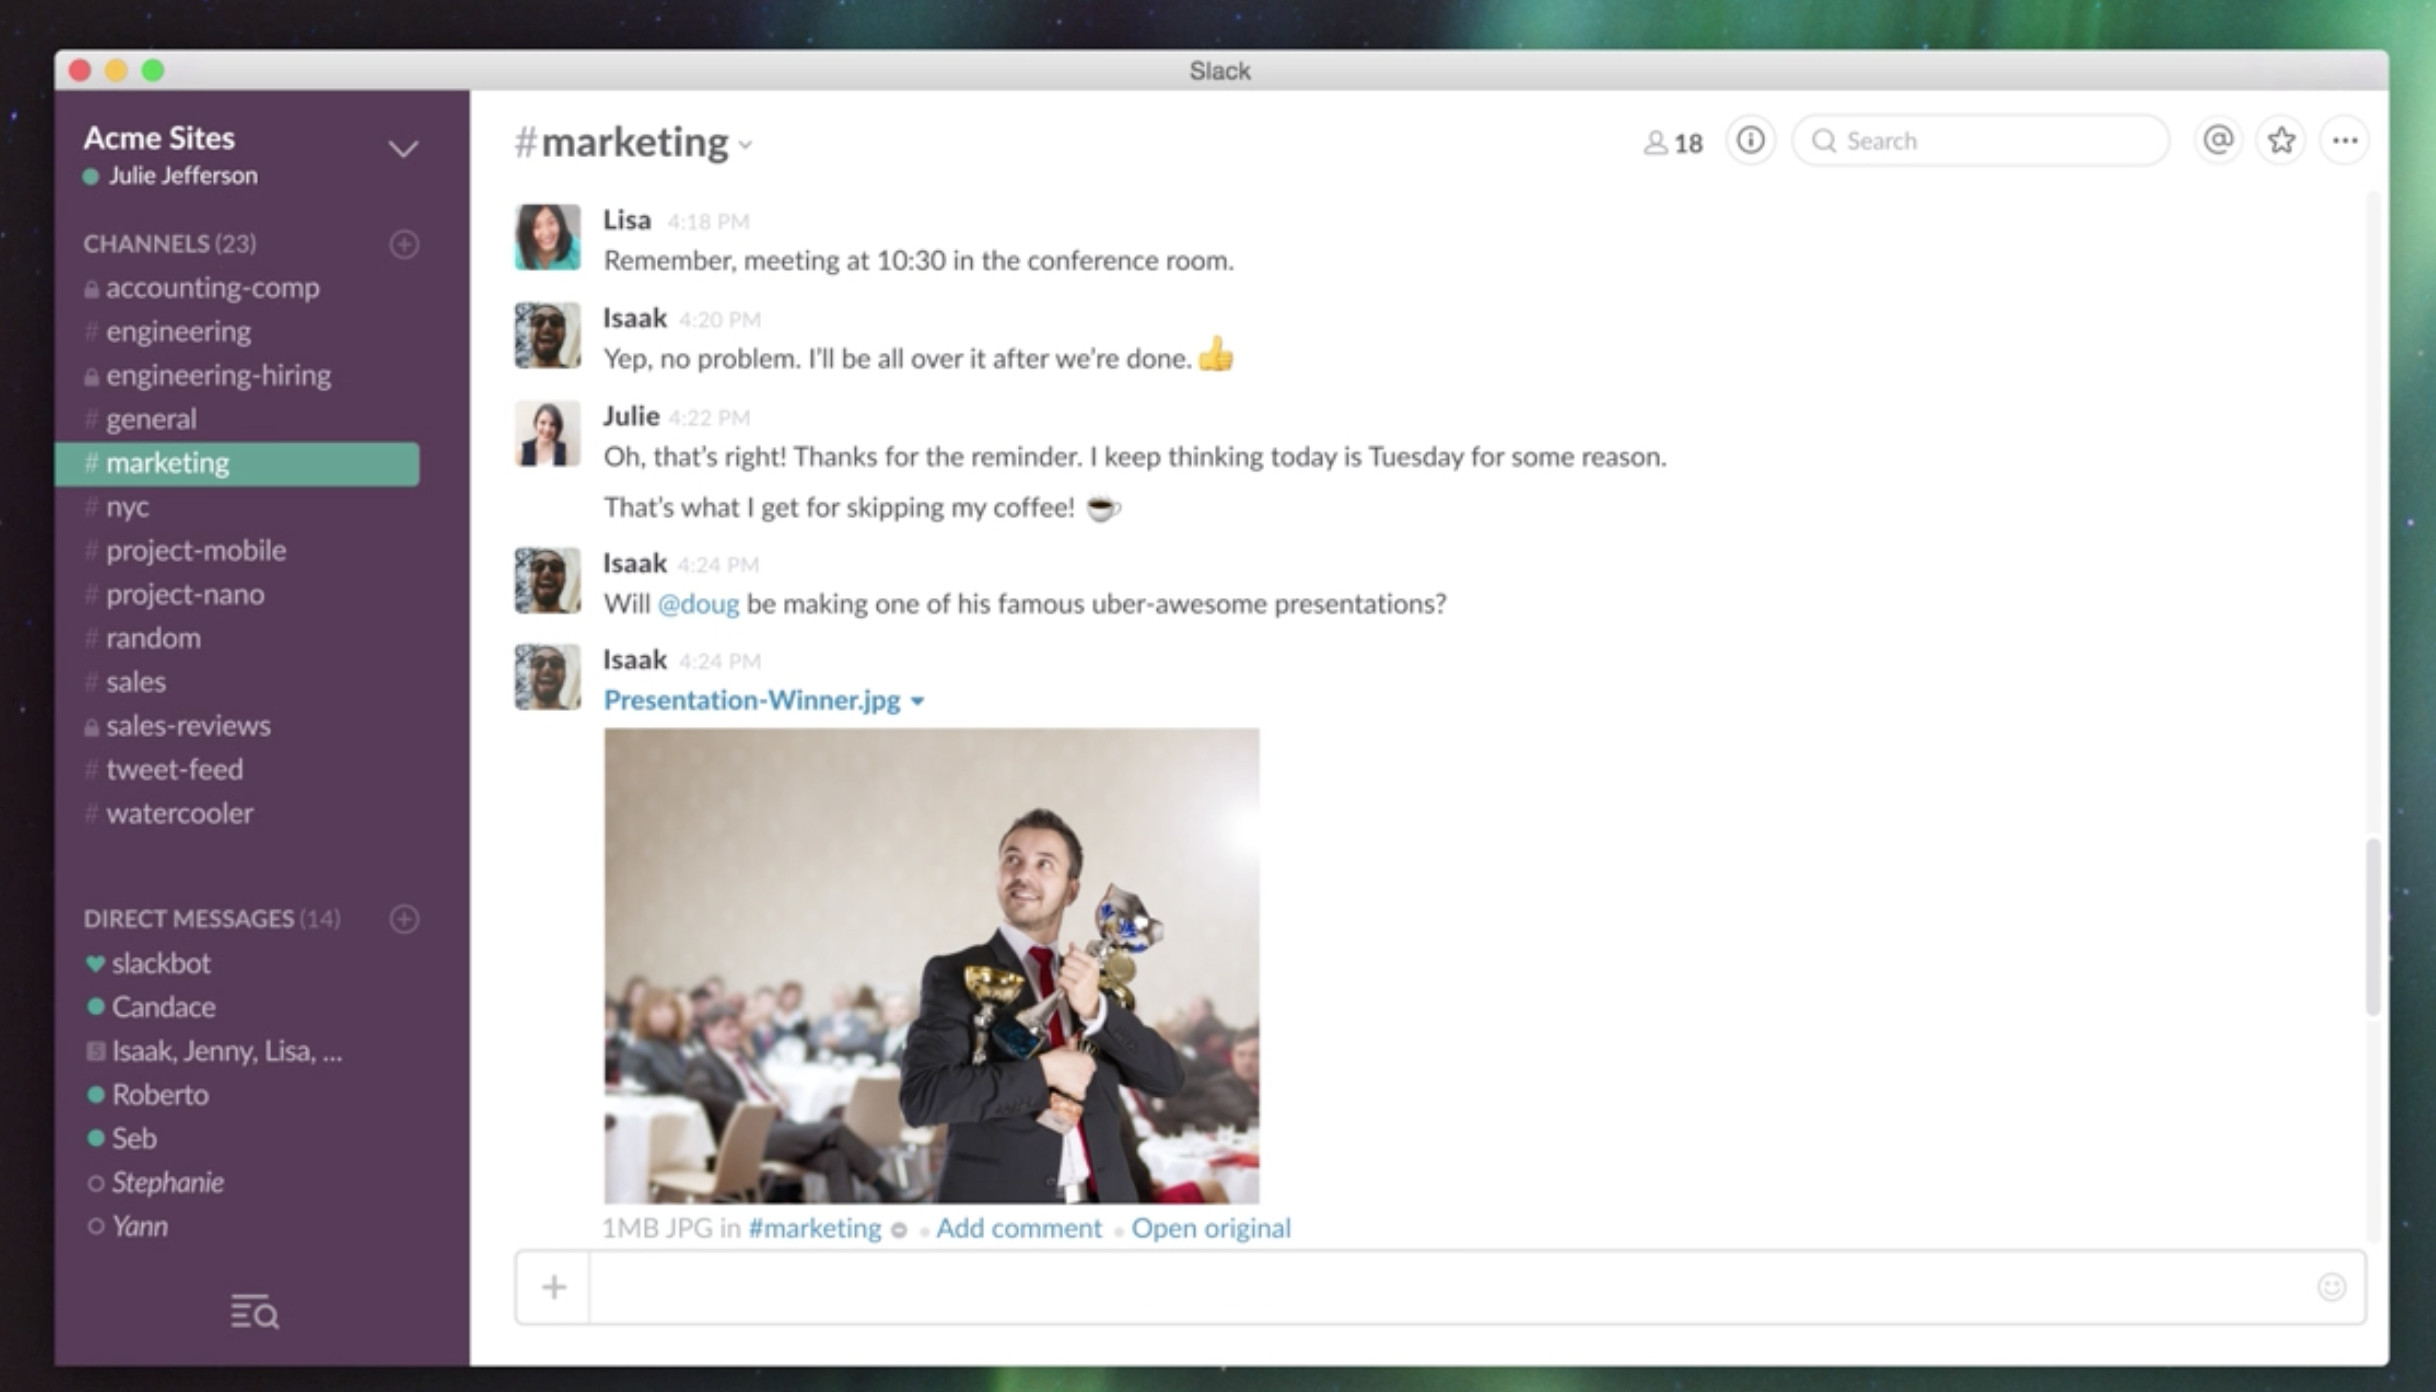 Slack
Acme Sites
Julie Jefferson
CHANNELS (23)
accounting-comp
# engineering
engineering-hiring
# general
# marketing
# nyc
# project-mobile
# project-nano
# random
# sales
sales-reviews
# tweet-feed
# watercooler
DIRECT MESSAGES (14)
slackbot
Candace
Isaak, Jenny, Lisa, ...
Roberto
Seb
Stephanie
Yann
#marketing
18
Search
Lisa 4:18 PM
Remember, meeting at 10:30 in the conference room.
Isaak 4:20 PM
Yep, no problem. I’ll be all over it after we’re done. 👍
Julie 4:22 PM
Oh, that’s right! Thanks for the reminder. I keep thinking today is Tuesday for some reason.
That’s what I get for skipping my coffee! ☕
Isaak 4:24 PM
Will @doug be making one of his famous uber-awesome presentations?
Isaak 4:24 PM
Presentation-Winner.jpg
1MB JPG in #marketing • Add comment • Open original